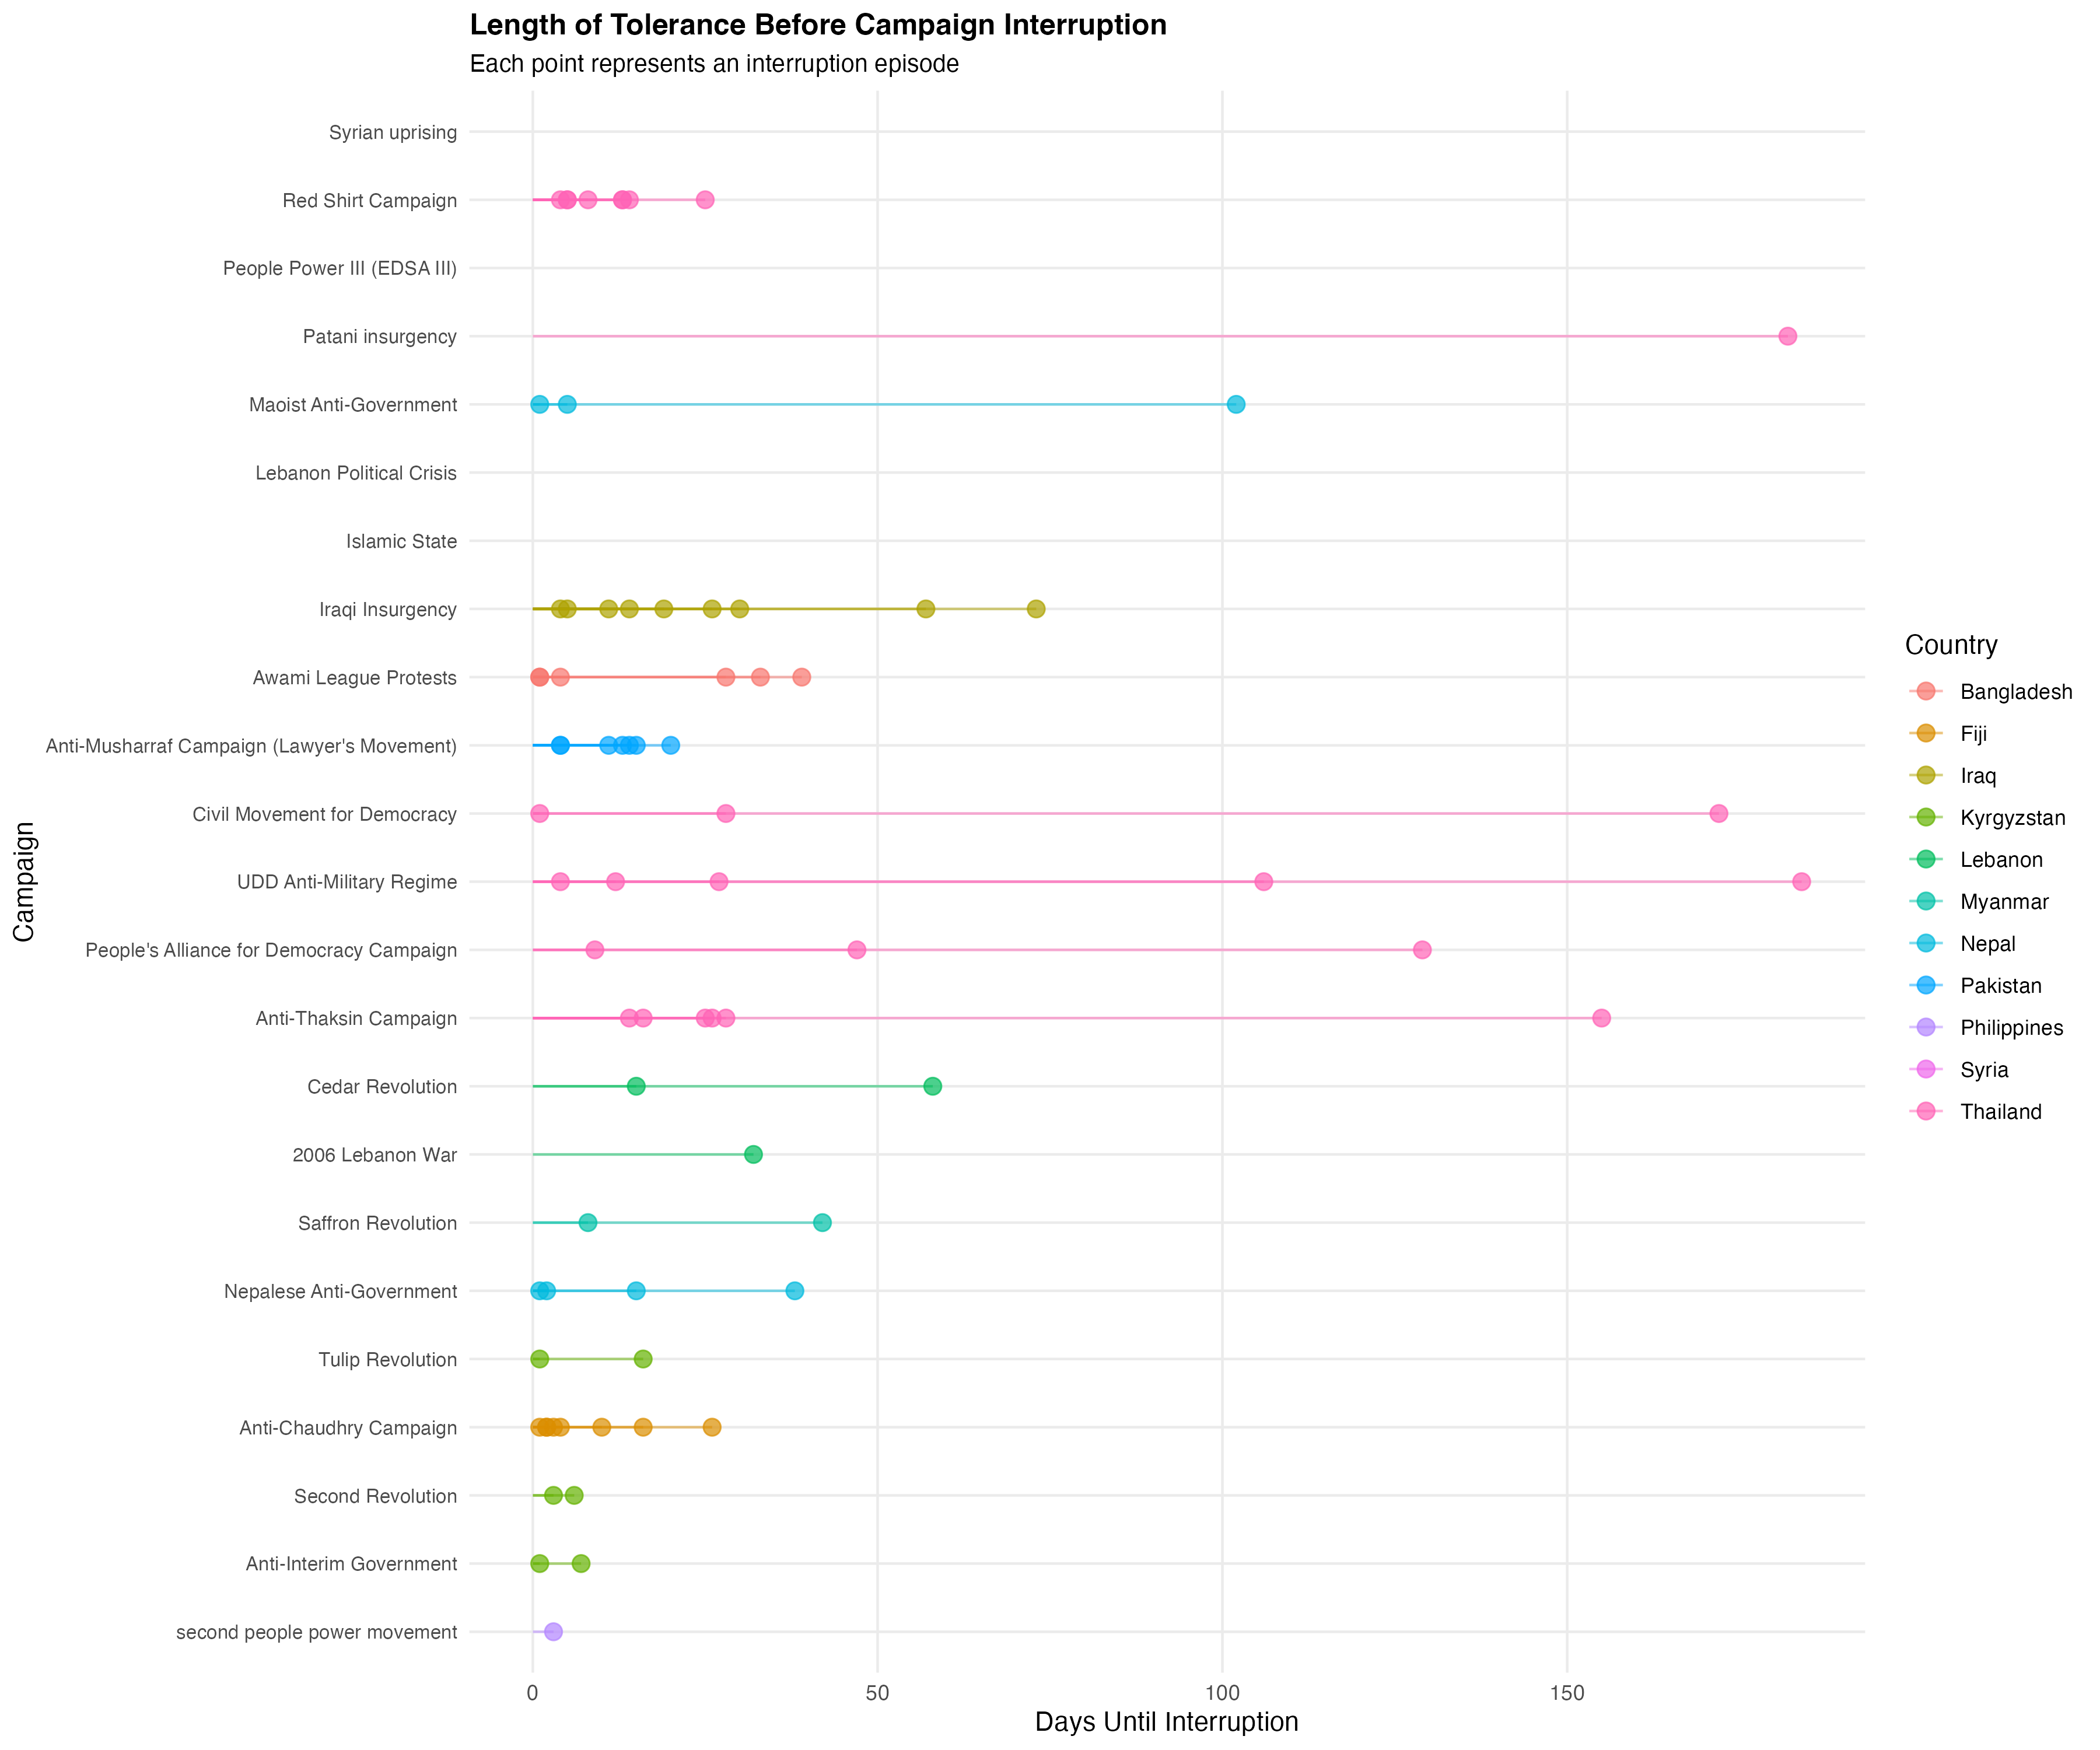 Length of Tolerance Before Campaign Interruption
Each point represents an interruption episode
Campaign
Syrian uprising
Red Shirt Campaign
People Power III (EDSA III)
Patani insurgency
Maoist Anti-Government
Lebanon Political Crisis
Islamic State
Iraqi Insurgency
Awami League Protests
Anti-Musharraf Campaign (Lawyer's Movement)
Civil Movement for Democracy
UDD Anti-Military Regime
People's Alliance for Democracy Campaign
Anti-Thaksin Campaign
Cedar Revolution
2006 Lebanon War
Saffron Revolution
Nepalese Anti-Government
Tulip Revolution
Anti-Chaudhry Campaign
Second Revolution
Anti-Interim Government
second people power movement
0 50 100 150
Days Until Interruption
Country
Bangladesh
Fiji
Iraq
Kyrgyzstan
Lebanon
Myanmar
Nepal
Pakistan
Philippines
Syria
Thailand